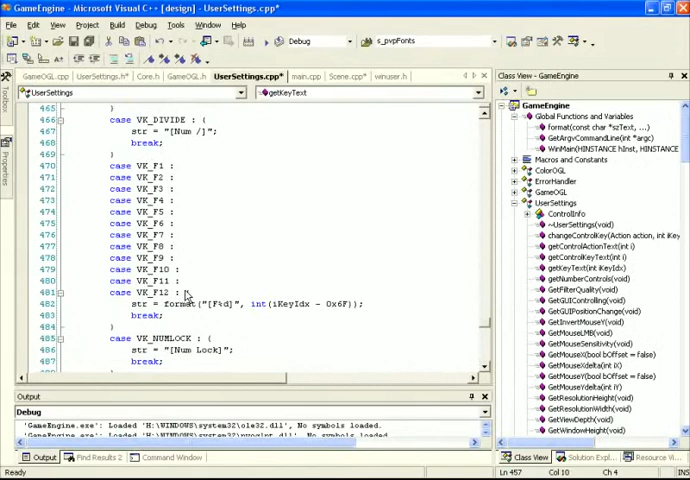 GameEngine - Microsoft Visual C++ [design] - UserSettings.cpp*
File Edit View Project Build Debug Tools Window Help
Debug s_pvpFonts
GameOGL.cpp UserSettings.h* Core.h GameOGL.h UserSettings.cpp* main.cpp Scene.cpp* winuser.h
UserSettings getKeyText
465 }
466 case VK_DIVIDE : {
467 str = "[Num /]";
468 break;
469 }
470 case VK_F1 :
471 case VK_F2 :
472 case VK_F3 :
473 case VK_F4 :
474 case VK_F5 :
475 case VK_F6 :
476 case VK_F7 :
477 case VK_F8 :
478 case VK_F9 :
479 case VK_F10 :
480 case VK_F11 :
481 case VK_F12 :
482 str = format("[F%d]", int(iKeyIdx - 0x6F));
483 break;
484 }
485 case VK_NUMLOCK : {
486 str = "[Num Lock]";
487 break;
Toolbox
Properties
Class View - GameEngine
GameEngine
Global Functions and Variables
format(const char *szText, ...)
GetArgvCommandLine(int *argc)
WinMain(HINSTANCE hInst, HINSTANCE
Macros and Constants
ColorOGL
ErrorHandler
GameOGL
UserSettings
ControlInfo
~UserSettings(void)
changeControlKey(Action action, int iKey
getControlActionText(int i)
getControlKeyText(int i)
getKeyText(int iKeyIdx)
getNumberControls(void)
GetFilterQuality(void)
GetGUIControlling(void)
GetGUIPositionChange(void)
GetInvertMouseY(void)
GetMouseLMB(void)
GetMouseSensitivity(void)
GetMouseX(bool bOffset = false)
GetMouseXdelta(int iX)
GetMouseY(bool bOffset = false)
GetMouseYdelta(int iY)
GetResolutionHeight(void)
GetResolutionWidth(void)
GetViewDepth(void)
GetWindowHeight(void)
Class View Solution Expl... Resource Vi...
Output
Debug
'GameEngine.exe': Loaded 'H:\WINDOWS\system32\ole32.dll', No symbols loaded.
Output Find Results 2 Command Window
Ready Ln 457 Col 10 Ch 4 INS